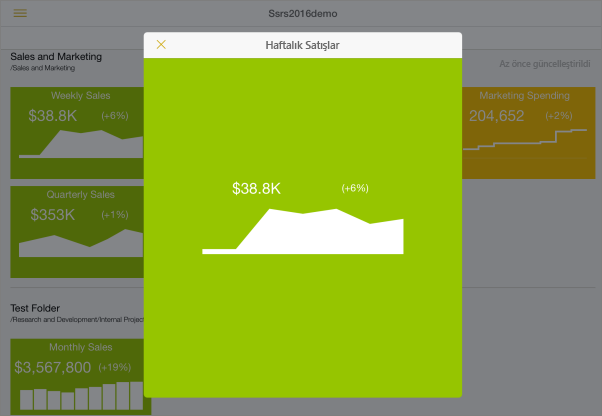 Ssrs2016demo
Haftalık Satışlar
Sales and Marketing
/Sales and Marketing
Az önce güncelleştirildi
Weekly Sales
$38.8K (+6%)
Marketing Spending
204,652 (+2%)
$38.8K (+6%)
Quarterly Sales
$353K (+1%)
Test Folder
/Research and Development/Internal Project
Monthly Sales
$3,567,800 (+19%)